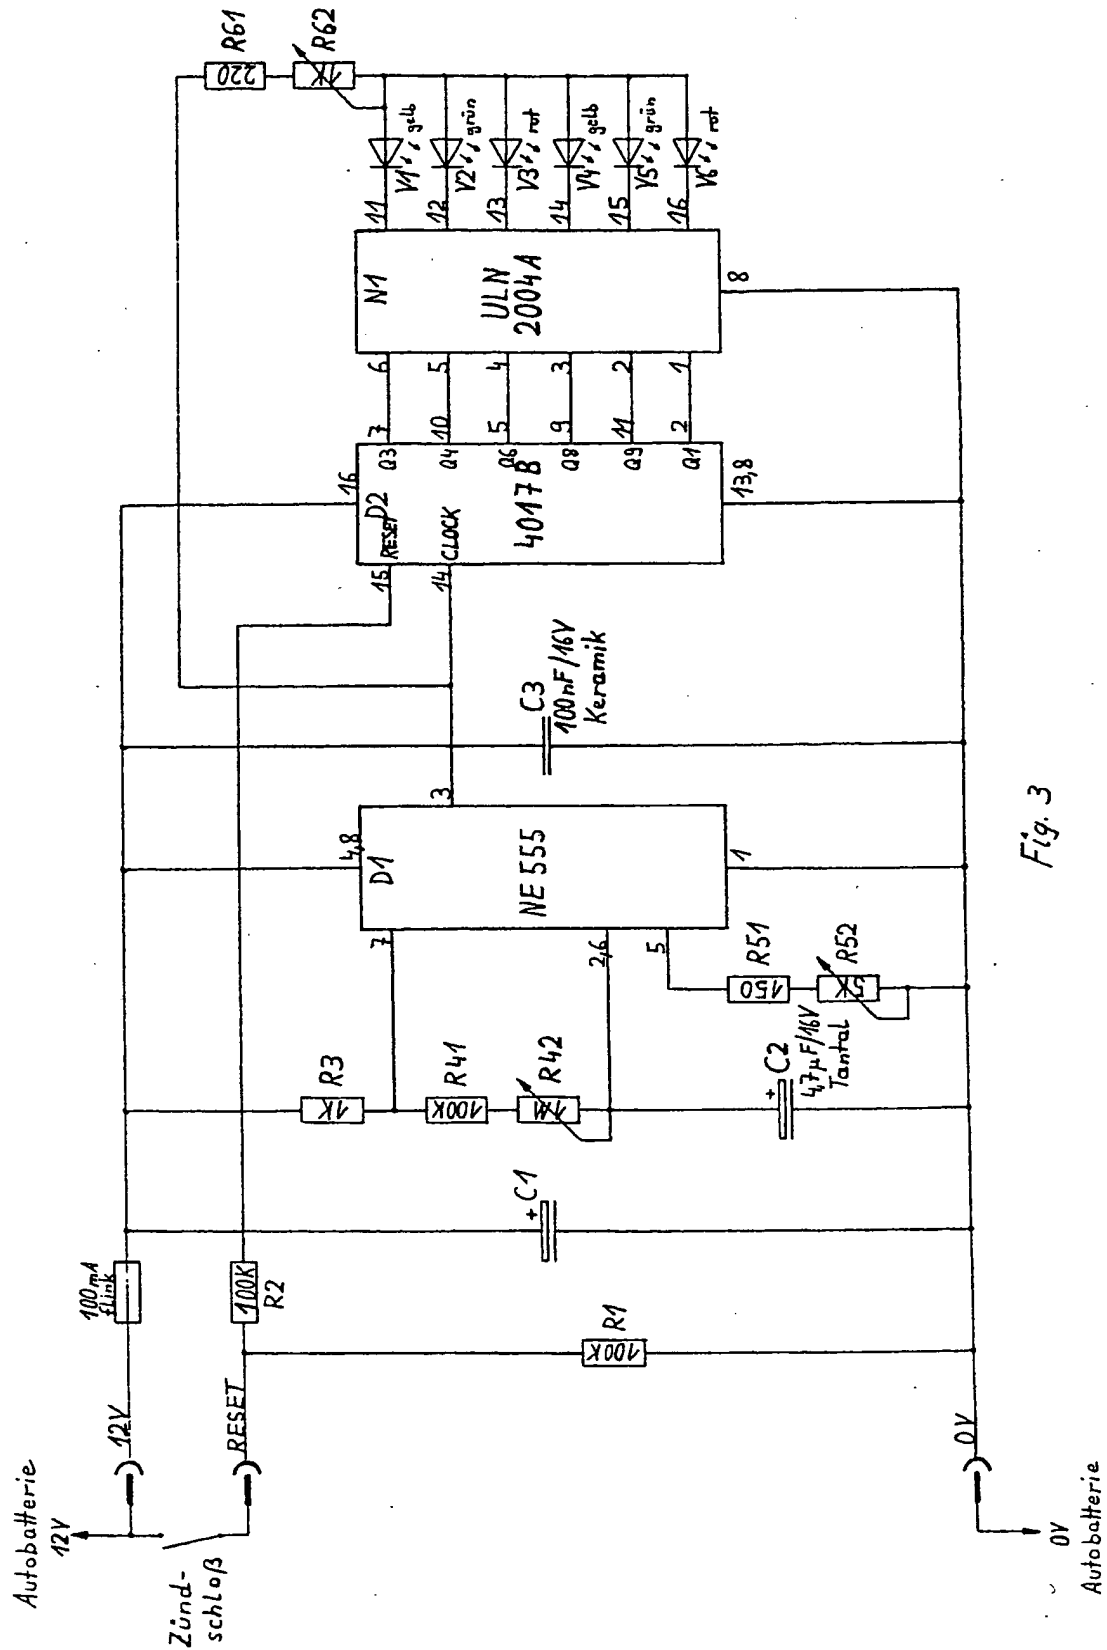 Autobatterie
12V
Zünd-
schloß
12V
RESET
0V
0V
Autobatterie
100mA
flink
100K
R2
R1
100K
+
C1
R3
1K
R41
100K
R42
1M
+
C2
4,7µF/16V
Tantal
R51
150
R52
5K
7
2,6
5
4,8
D1
NE 555
1
3
C3
100nF/16V
Keramik
15
14
16
D2
RESET
CLOCK
4017B
Q3
Q4
Q6
Q8
Q9
Q1
13,8
7
10
5
9
11
2
6
5
4
3
2
1
N1
ULN
2004A
8
11
12
13
14
15
16
V1
gelb
V2
grün
V3
rot
V4
gelb
V5
grün
V6
rot
R61
220
R62
1K
Fig. 3